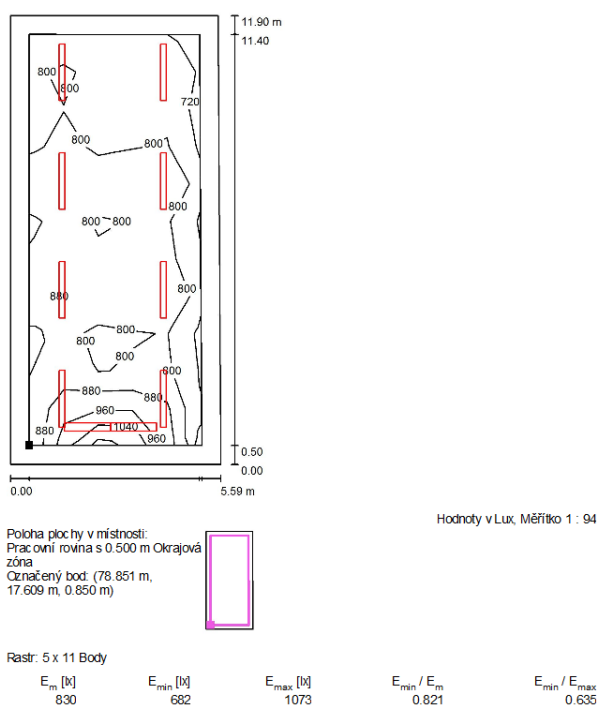 11.90 m
11.40
800
800
720
800
800
800
800 800
800
880
800
800
800
800
880
880
960
880
1040
960
0.50
0.00
0.00
5.59 m
Hodnoty v Lux, Měřítko 1 : 94
Poloha plochy v místnosti:
Pracovní rovina s 0.500 m Okrajová
zóna
Označený bod: (78.851 m,
17.609 m, 0.850 m)
Rastr: 5 x 11 Body
Em [lx] Emin [lx] Emax [lx] Emin / Em Emin / Emax
830 682 1073 0.821 0.635